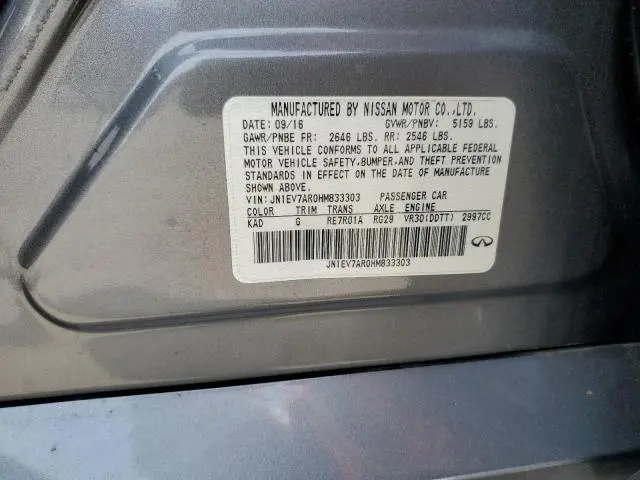 MANUFACTURED BY NISSAN MOTOR CO.,LTD.
DATE: 09/16 GVWR/PNBV: 5159 LBS.
GAWR/PNBE FR: 2646 LBS. RR: 2546 LBS.
THIS VEHICLE CONFORMS TO ALL APPLICABLE FEDERAL
MOTOR VEHICLE SAFETY,BUMPER,AND THEFT PREVENTION
STANDARDS IN EFFECT ON THE DATE OF MANUFACTURE
SHOWN ABOVE.
VIN:JN1EV7AR0HM833303 PASSENGER CAR
COLOR TRIM TRANS AXLE ENGINE
KAD G RE7R01A RG28 VR30(DDTT) 2997CC
JN1EV7AR0HM833303